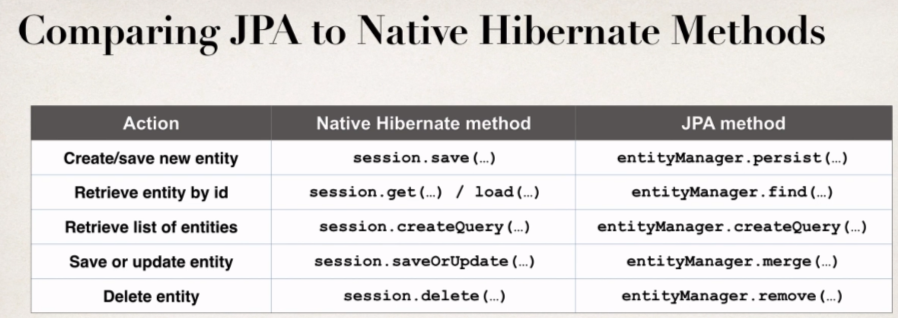 Comparing JPA to Native Hibernate Methods
Action Native Hibernate method JPA method
Create/save new entity session.save(…) entityManager.persist(…)
Retrieve entity by id session.get(…) / load(…) entityManager.find(…)
Retrieve list of entities session.createQuery(…) entityManager.createQuery(…)
Save or update entity session.saveOrUpdate(…) entityManager.merge(…)
Delete entity session.delete(…) entityManager.remove(…)